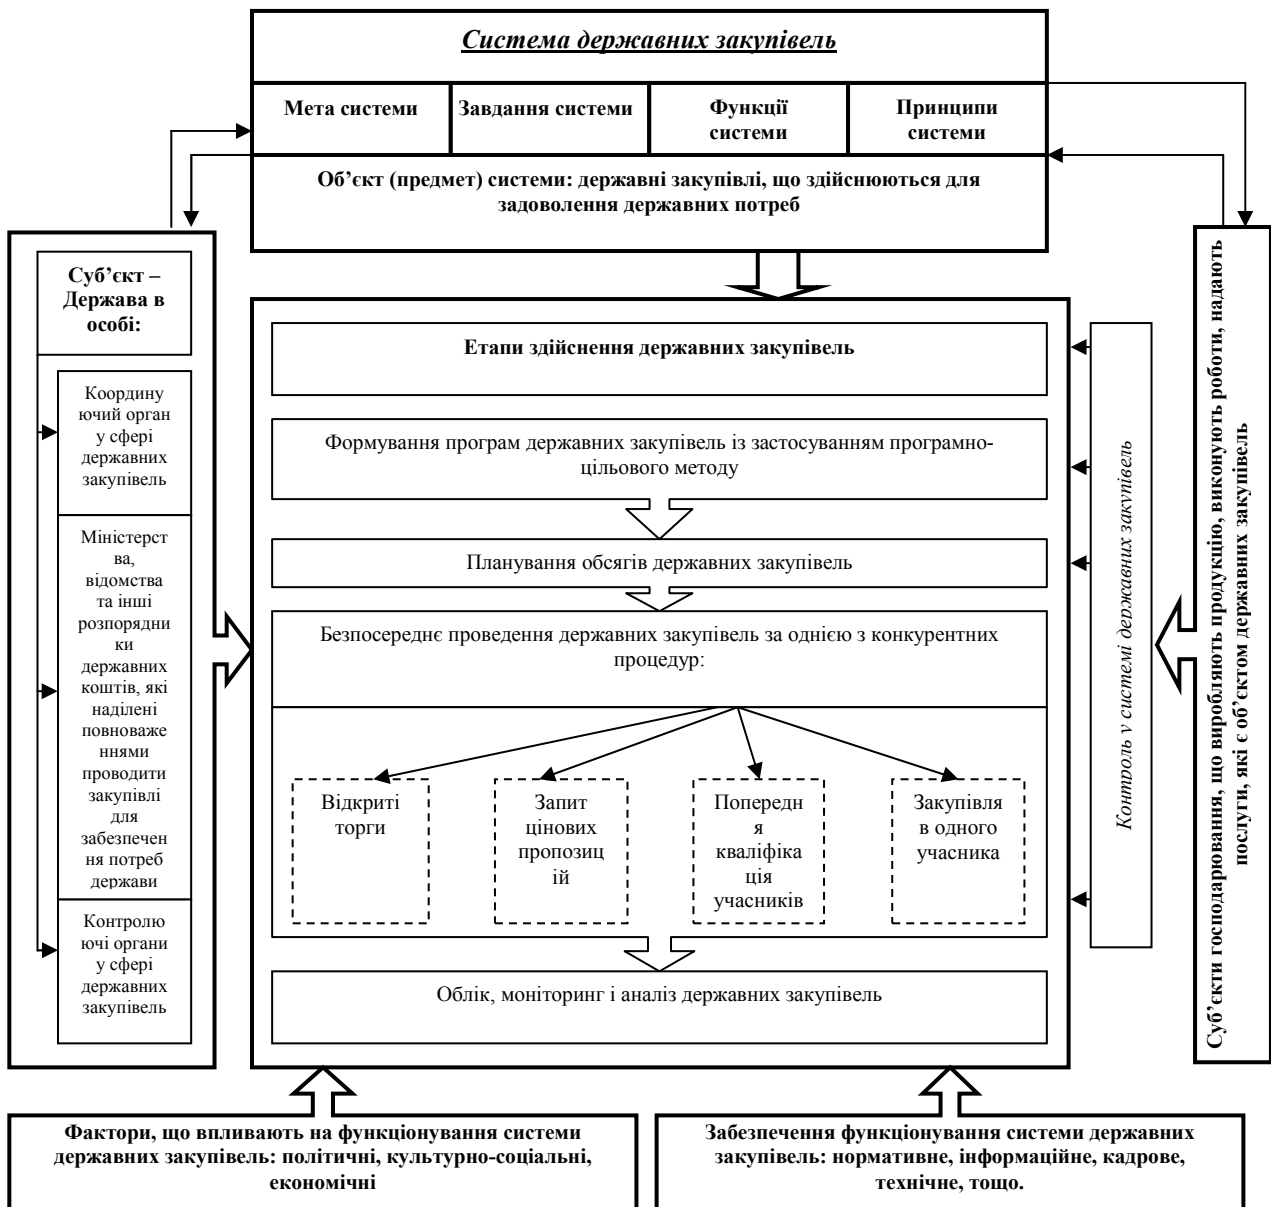 Система державних закупівель
Мета системи
Завдання системи
Функції
системи
Принципи
системи
Об’єкт (предмет) системи: державні закупівлі, що здійснюються для
задоволення державних потреб
Суб’єкт –
Держава в
особі:
Координу
ючий орган
у сфері
державних
закупівель
Міністерст
ва,
відомства
та інші
розпорядни
ки
державних
коштів, які
наділені
повноваже
ннями
проводити
закупівлі
для
забезпечен
ня потреб
держави
Контролю
ючі органи
у сфері
державних
закупівель
Етапи здійснення державних закупівель
Формування програм державних закупівель із застосуванням програмно-
цільового методу
Планування обсягів державних закупівель
Безпосереднє проведення державних закупівель за однією з конкурентних
процедур:
Відкриті
торги
Запит
цінових
пропозиц
ій
Попередн
я
кваліфіка
ція
учасників
Закупівля
в одного
учасника
Облік, моніторинг і аналіз державних закупівель
Контроль у системі державних закупівель
Суб’єкти господарювання, що виробляють продукцію, виконують роботи, надають
послуги, які є об’єктом державних закупівель
Фактори, що впливають на функціонування системи
державних закупівель: політичні, культурно-соціальні,
економічні
Забезпечення функціонування системи державних
закупівель: нормативне, інформаційне, кадрове,
технічне, тощо.